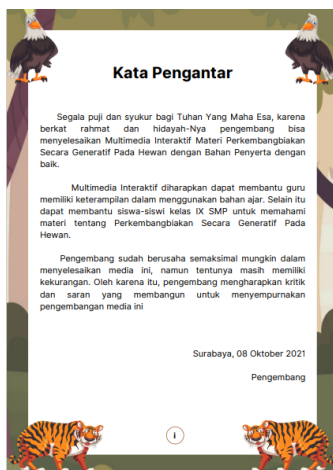 Kata Pengantar
Segala puji dan syukur bagi Tuhan Yang Maha Esa, karena
berkat rahmat dan hidayah-Nya pengembang bisa
menyelesaikan Multimedia Interaktif Materi Perkembangbiakan
Secara Generatif Pada Hewan dengan Bahan Penyerta dengan
baik.
Multimedia Interaktif diharapkan dapat membantu guru
memiliki keterampilan dalam menggunakan bahan ajar. Selain itu
dapat membantu siswa-siswi kelas IX SMP untuk memahami
materi tentang Perkembangbiakan Secara Generatif Pada
Hewan.
Pengembang sudah berusaha semaksimal mungkin dalam
menyelesaikan media ini, namun tentunya masih memiliki
kekurangan. Oleh karena itu, pengembang mengharapkan kritik
dan saran yang membangun untuk menyempurnakan
pengembangan media ini
Surabaya, 08 Oktober 2021
Pengembang
i